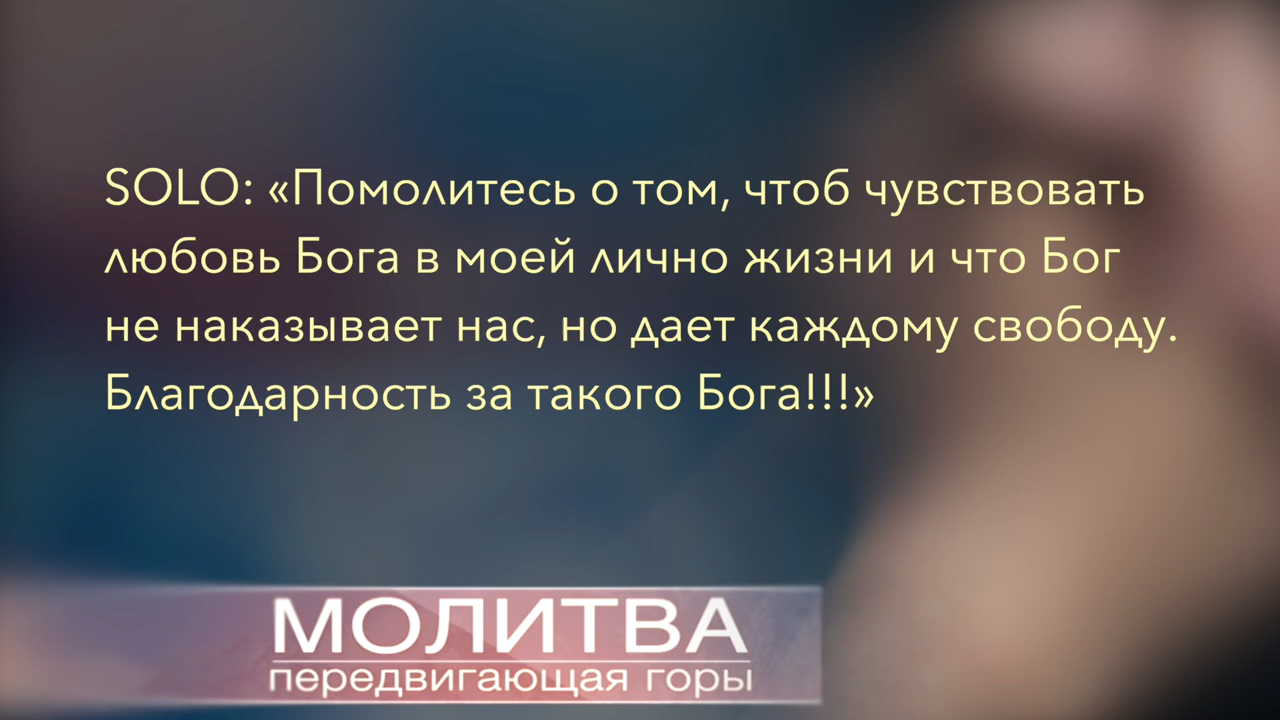 SOLO: «Помолитесь о том, чтоб чувствовать
любовь Бога в моей лично жизни и что Бог
не наказывает нас, но дает каждому свободу.
Благодарность за такого Бога!!!»
МОЛИТВА
передвигающая горы